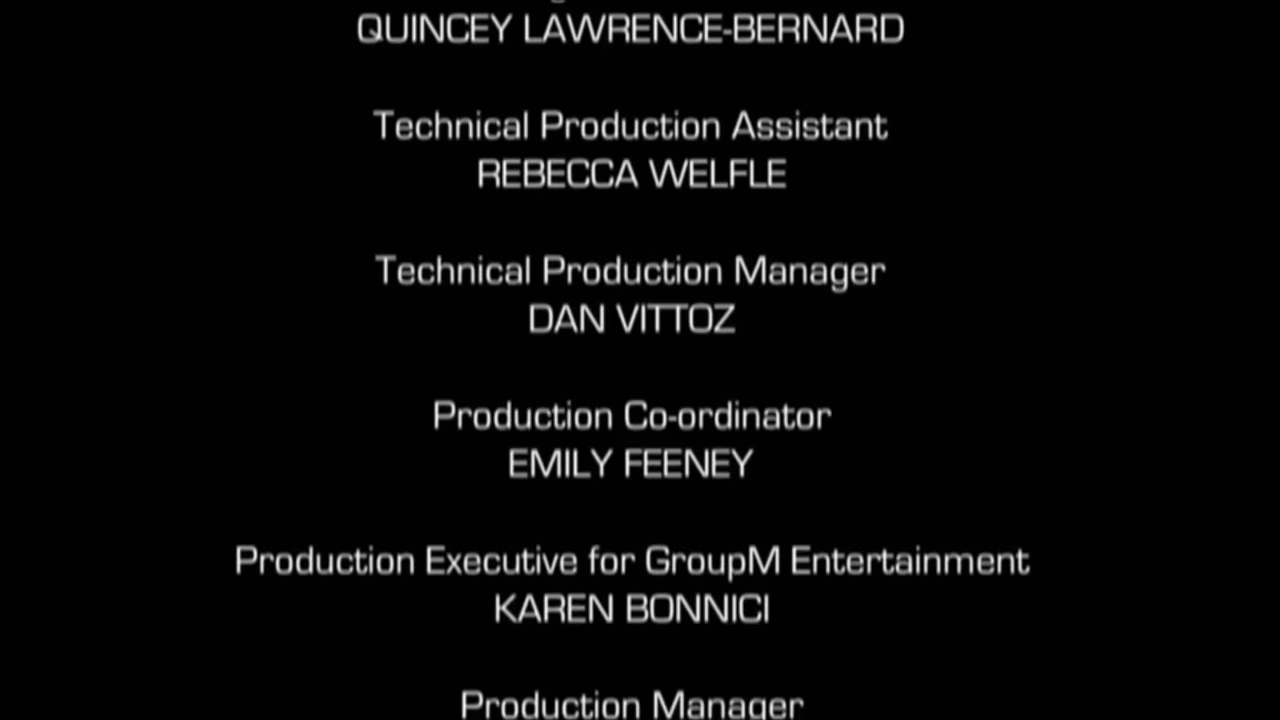 QUINCEY LAWRENCE-BERNARD
Technical Production Assistant
REBECCA WELFLE
Technical Production Manager
DAN VITTOZ
Production Co-ordinator
EMILY FEENEY
Production Executive for GroupM Entertainment
KAREN BONNICI
Production Manager